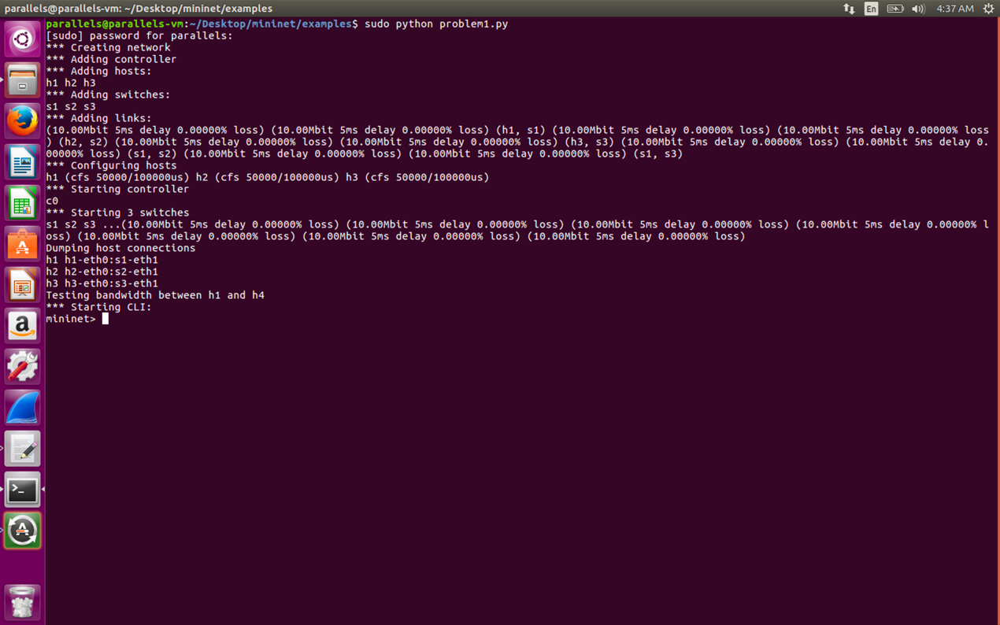 parallels@parallels-vm: ~/Desktop/mininet/examples
En
4:37 AM
parallels@parallels-vm:~/Desktop/mininet/examples$ sudo python problem1.py
[sudo] password for parallels:
*** Creating network
*** Adding controller
*** Adding hosts:
h1 h2 h3
*** Adding switches:
s1 s2 s3
*** Adding links:
(10.00Mbit 5ms delay 0.00000% loss) (10.00Mbit 5ms delay 0.00000% loss) (h1, s1) (10.00Mbit 5ms delay 0.00000% loss) (10.00Mbit 5ms delay 0.00000% loss
) (h2, s2) (10.00Mbit 5ms delay 0.00000% loss) (10.00Mbit 5ms delay 0.00000% loss) (h3, s3) (10.00Mbit 5ms delay 0.00000% loss) (10.00Mbit 5ms delay 0.
00000% loss) (s1, s2) (10.00Mbit 5ms delay 0.00000% loss) (10.00Mbit 5ms delay 0.00000% loss) (s1, s3)
*** Configuring hosts
h1 (cfs 50000/100000us) h2 (cfs 50000/100000us) h3 (cfs 50000/100000us)
*** Starting controller
c0
*** Starting 3 switches
s1 s2 s3 ...(10.00Mbit 5ms delay 0.00000% loss) (10.00Mbit 5ms delay 0.00000% loss) (10.00Mbit 5ms delay 0.00000% loss) (10.00Mbit 5ms delay 0.00000% l
oss) (10.00Mbit 5ms delay 0.00000% loss) (10.00Mbit 5ms delay 0.00000% loss) (10.00Mbit 5ms delay 0.00000% loss)
Dumping host connections
h1 h1-eth0:s1-eth1
h2 h2-eth0:s2-eth1
h3 h3-eth0:s3-eth1
Testing bandwidth between h1 and h4
*** Starting CLI:
mininet>